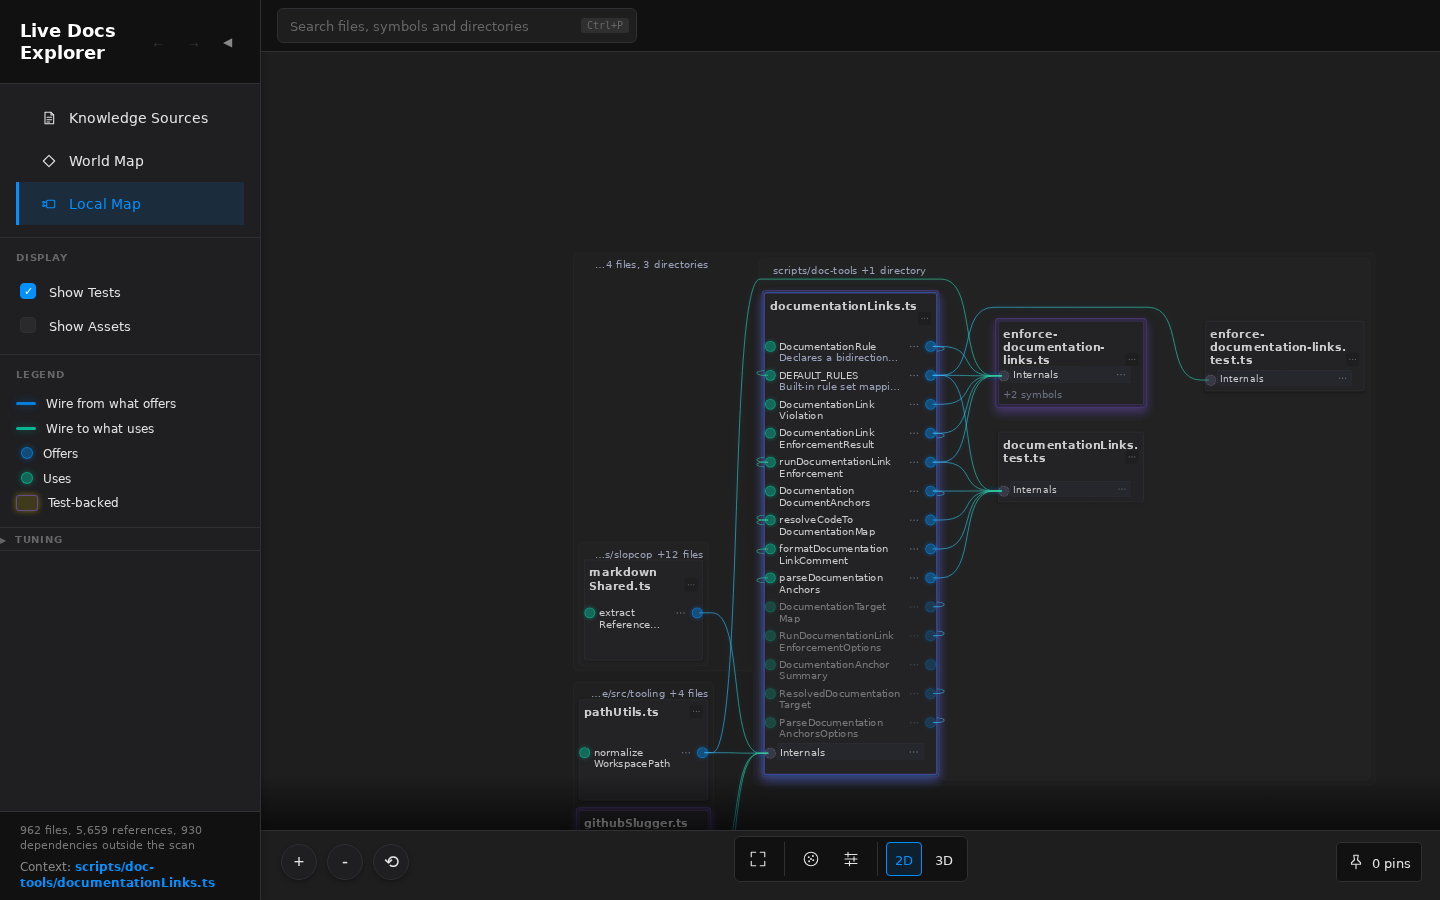 Live Docs
Explorer
← → ◀
Search files, symbols and directories
Ctrl+P
Knowledge Sources
World Map
Local Map
DISPLAY
✓ Show Tests
Show Assets
LEGEND
Wire from what offers
Wire to what uses
Offers
Uses
Test-backed
▶ TUNING
962 files, 5,659 references, 930
dependencies outside the scan
Context: scripts/doc-
tools/documentationLinks.ts
…4 files, 3 directories
…s/slopcop +12 files
markdown
Shared.ts
…
extract
Reference…
…
…e/src/tooling +4 files
pathUtils.ts
…
normalize
WorkspacePath
…
githubSlugger.ts
scripts/doc-tools +1 directory
documentationLinks.ts
…
DocumentationRule …
Declares a bidirection…
DEFAULT_RULES …
Built-in rule set mappi…
DocumentationLink …
Violation
DocumentationLink …
EnforcementResult
runDocumentationLink …
Enforcement
Documentation …
DocumentAnchors
resolveCodeTo …
DocumentationMap
formatDocumentation …
LinkComment
parseDocumentation …
Anchors
DocumentationTarget …
Map
RunDocumentationLink …
EnforcementOptions
DocumentationAnchor …
Summary
ResolvedDocumentation …
Target
ParseDocumentation …
AnchorsOptions
Internals …
enforce-
documentation-
links.ts
…
Internals …
+2 symbols
documentationLinks.
test.ts
…
Internals …
enforce-
documentation-links.
test.ts
…
Internals …
+
-
⟲
2D
3D
0 pins